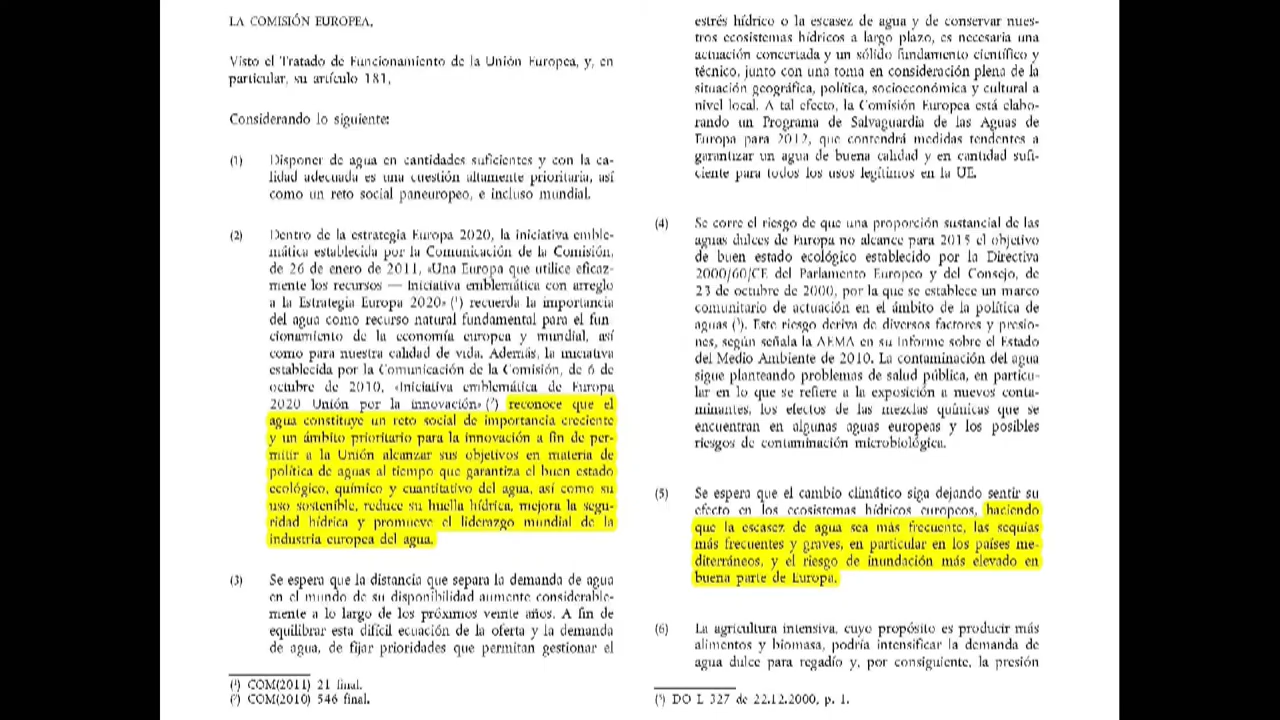 LA COMISIÓN EUROPEA,
Visto el Tratado de Funcionamiento de la Unión Europea, y, en
particular, su artículo 181,
Considerando lo siguiente:
(1) Disponer de agua en cantidades suficientes y con la ca-
lidad adecuada es una cuestión altamente prioritaria, así
como un reto social paneuropeo, e incluso mundial.
(2) Dentro de la estrategia Europa 2020, la iniciativa emble-
mática establecida por la Comunicación de la Comisión,
de 26 de enero de 2011, «Una Europa que utilice eficaz-
mente los recursos — Iniciativa emblemática con arreglo
a la Estrategia Europa 2020» (¹) recuerda la importancia
del agua como recurso natural fundamental para el fun
cionamiento de la economía europea y mundial, así
como para nuestra calidad de vida. Además, la iniciativa
establecida por la Comunicación de la Comisión, de 6 de
octubre de 2010, «Iniciativa emblemática de Europa
2020 Unión por la innovación» (²) reconoce que el
agua constituye un reto social de importancia creciente
y un ámbito prioritario para la innovación a fin de per-
mitir a la Unión alcanzar sus objetivos en materia de
política de aguas al tiempo que garantiza el buen estado
ecológico, químico y cuantitativo del agua, así como su
uso sostenible, reduce su huella hídrica, mejora la segu-
ridad hídrica y promueve el liderazgo mundial de la
industria europea del agua.
(3) Se espera que la distancia que separa la demanda de agua
en el mundo de su disponibilidad aumente considerable-
mente a lo largo de los próximos veinte años. A fin de
equilibrar esta difícil ecuación de la oferta y la demanda
de agua, de fijar prioridades que permitan gestionar el
(¹) COM(2011) 21 final.
(²) COM(2010) 546 final.
estrés hídrico o la escasez de agua y de conservar nues-
tros ecosistemas hídricos a largo plazo, es necesaria una
actuación concertada y un sólido fundamento científico y
técnico, junto con una toma en consideración plena de la
situación geográfica, política, socioeconómica y cultural a
nivel local. A tal efecto, la Comisión Europea está elabo-
rando un Programa de Salvaguardia de las Aguas de
Europa para 2012, que contendrá medidas tendentes a
garantizar un agua de buena calidad y en cantidad sufi-
ciente para todos los usos legítimos en la UE.
(4) Se corre el riesgo de que una proporción sustancial de las
aguas dulces de Europa no alcance para 2015 el objetivo
de buen estado ecológico establecido por la Directiva
2000/60/CE del Parlamento Europeo y del Consejo, de
23 de octubre de 2000, por la que se establece un marco
comunitario de actuación en el ámbito de la política de
aguas (³). Este riesgo deriva de diversos factores y presio-
nes, según señala la AEMA en su Informe sobre el Estado
del Medio Ambiente de 2010. La contaminación del agua
sigue planteando problemas de salud pública, en particu-
lar en lo que se refiere a la exposición a nuevos conta-
minantes, los efectos de las mezclas químicas que se
encuentran en algunas aguas europeas y los posibles
riesgos de contaminación microbiológica.
(5) Se espera que el cambio climático siga dejando sentir su
efecto en los ecosistemas hídricos europeos, haciendo
que la escasez de agua sea más frecuente, las sequías
más frecuentes y graves, en particular en los países me-
diterráneos, y el riesgo de inundación más elevado en
buena parte de Europa.
(6) La agricultura intensiva, cuyo propósito es producir más
alimentos y biomasa, podría intensificar la demanda de
agua dulce para regadío y, por consiguiente, la presión
(³) DO L 327 de 22.12.2000, p. 1.